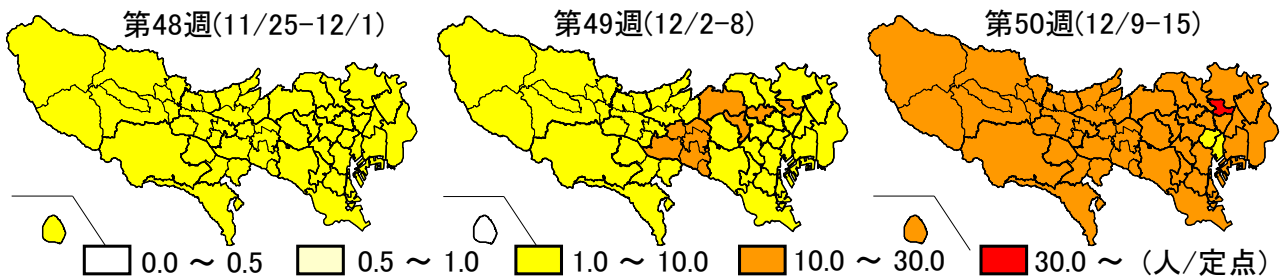 第48週(11/25-12/1)
第49週(12/2-8)
第50週(12/9-15)
0.0 ～ 0.5
0.5 ～ 1.0
1.0 ～ 10.0
10.0 ～ 30.0
30.0 ～ (人/定点)